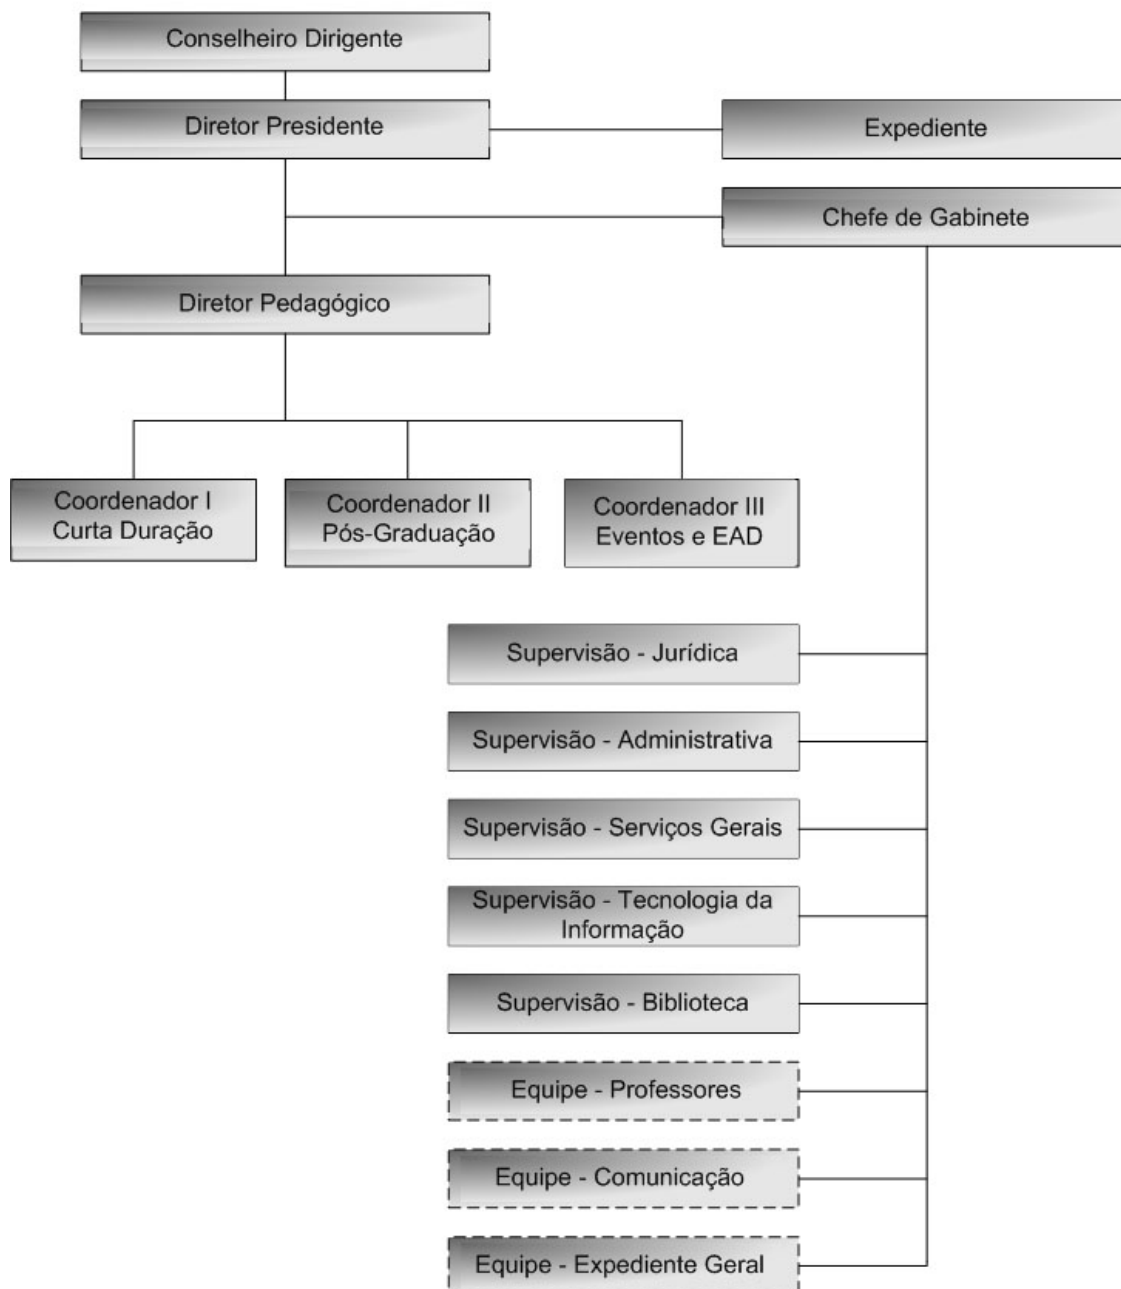 Conselheiro Dirigente
Diretor Presidente
Expediente
Chefe de Gabinete
Diretor Pedagógico
Coordenador I
Curta Duração
Coordenador II
Pós-Graduação
Coordenador III
Eventos e EAD
Supervisão - Jurídica
Supervisão - Administrativa
Supervisão - Serviços Gerais
Supervisão - Tecnologia da
Informação
Supervisão - Biblioteca
Equipe - Professores
Equipe - Comunicação
Equipe - Expediente Geral